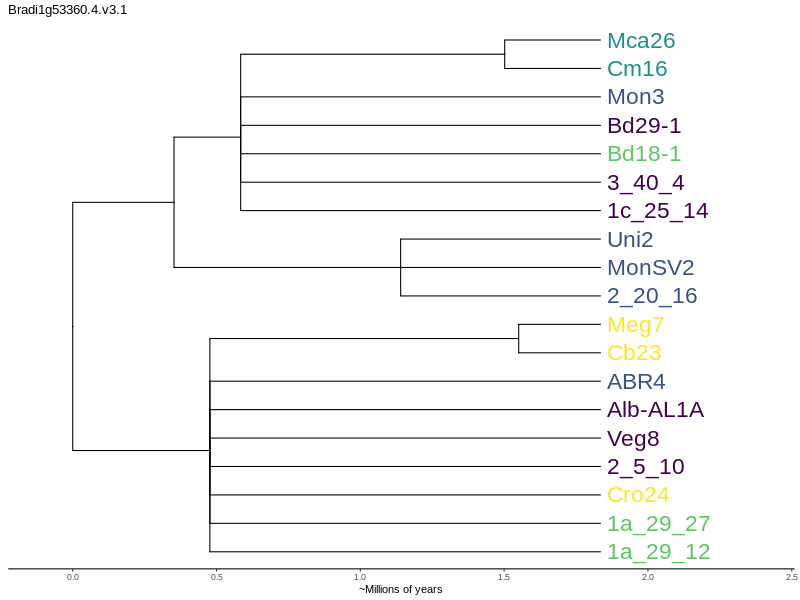 Bradi1g53360.4.v3.1
Mca26
Cm16
Mon3
Bd29-1
Bd18-1
3_40_4
1c_25_14
Uni2
MonSV2
2_20_16
Meg7
Cb23
ABR4
Alb-AL1A
Veg8
2_5_10
Cro24
1a_29_27
1a_29_12
0.0 0.5 1.0 1.5 2.0 2.5
~Millions of years